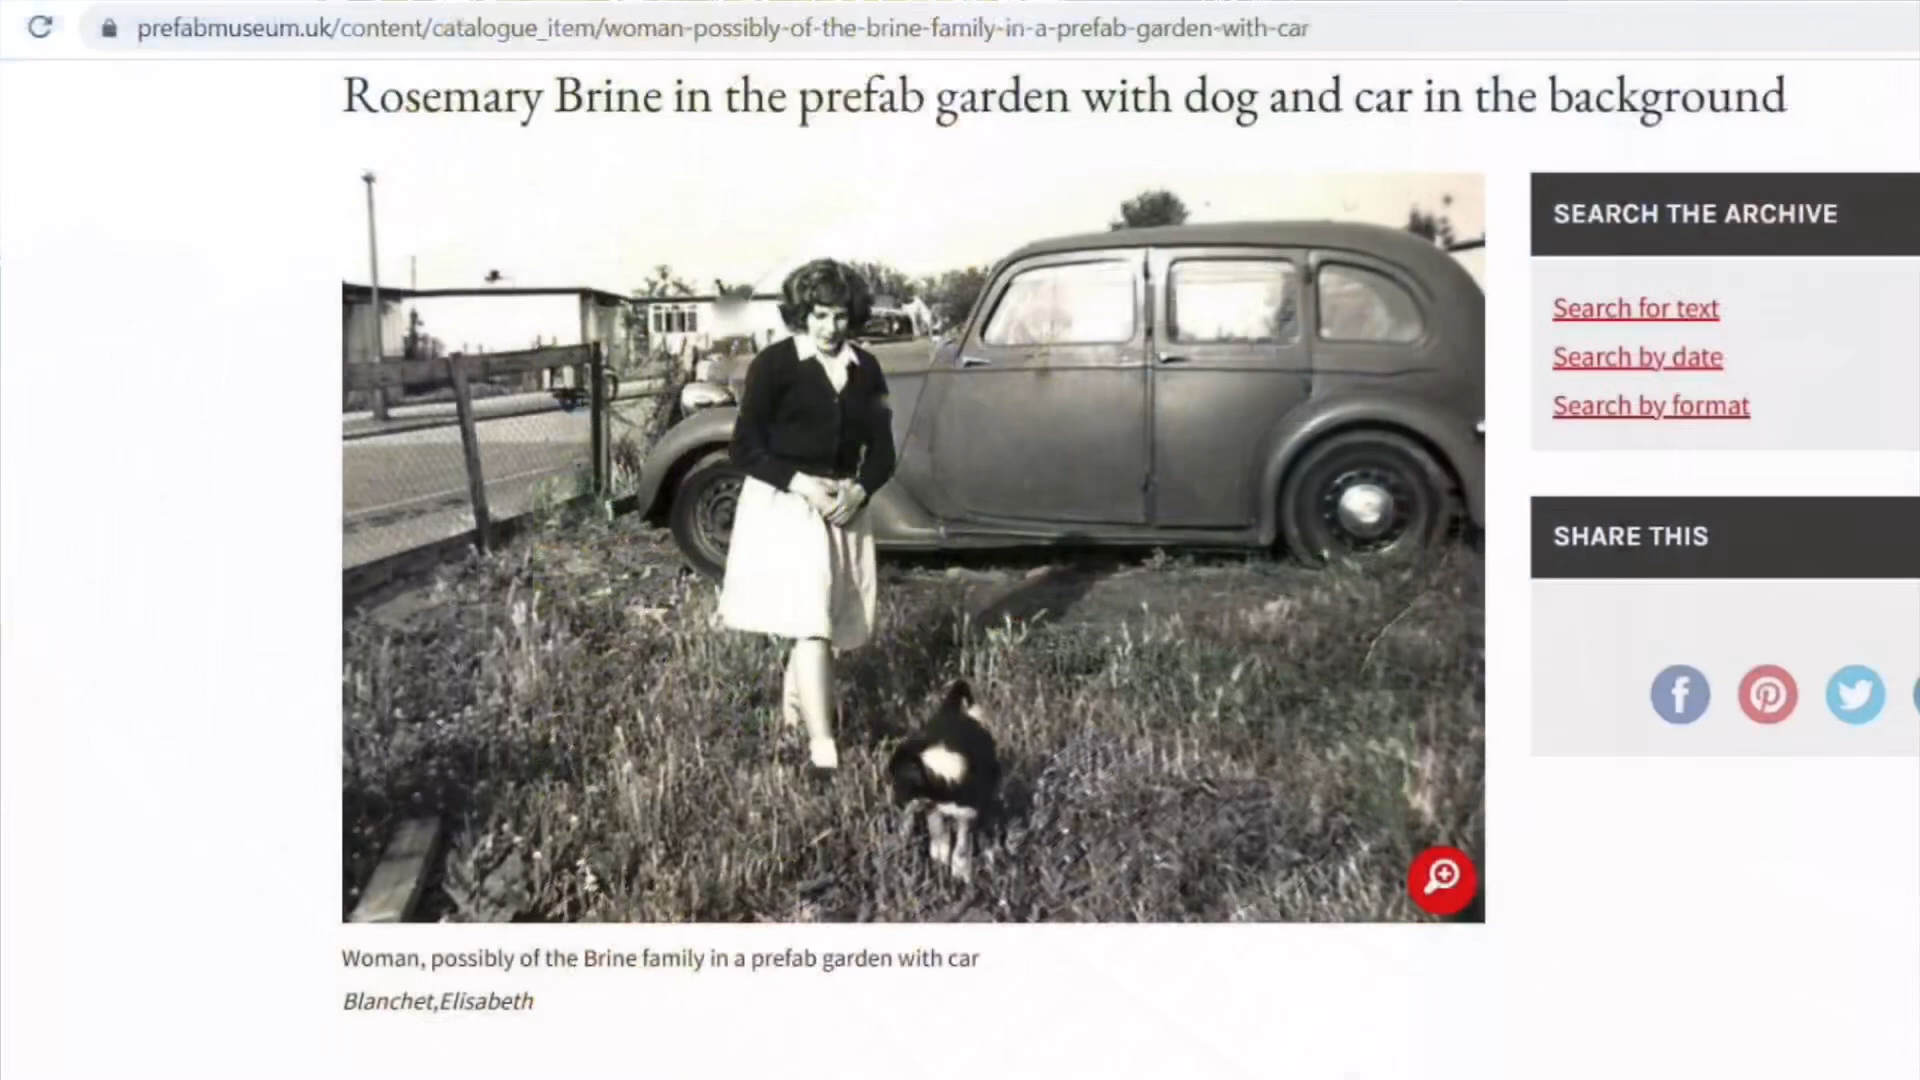 prefabmuseum.uk/content/catalogue_item/woman-possibly-of-the-brine-family-in-a-prefab-garden-with-car
Rosemary Brine in the prefab garden with dog and car in the background
SEARCH THE ARCHIVE
Search for text
Search by date
Search by format
SHARE THIS
Woman, possibly of the Brine family in a prefab garden with car
Blanchet,Elisabeth